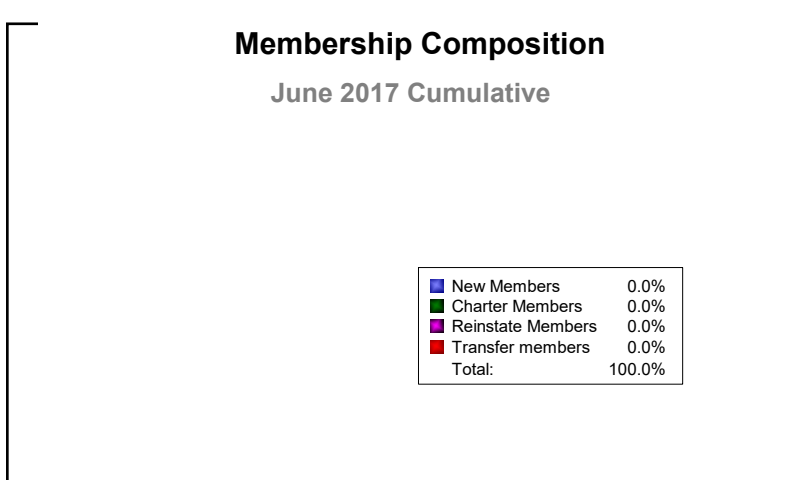 Membership Composition
June 2017 Cumulative
New Members 0.0%
Charter Members 0.0%
Reinstate Members 0.0%
Transfer members 0.0%
Total: 100.0%